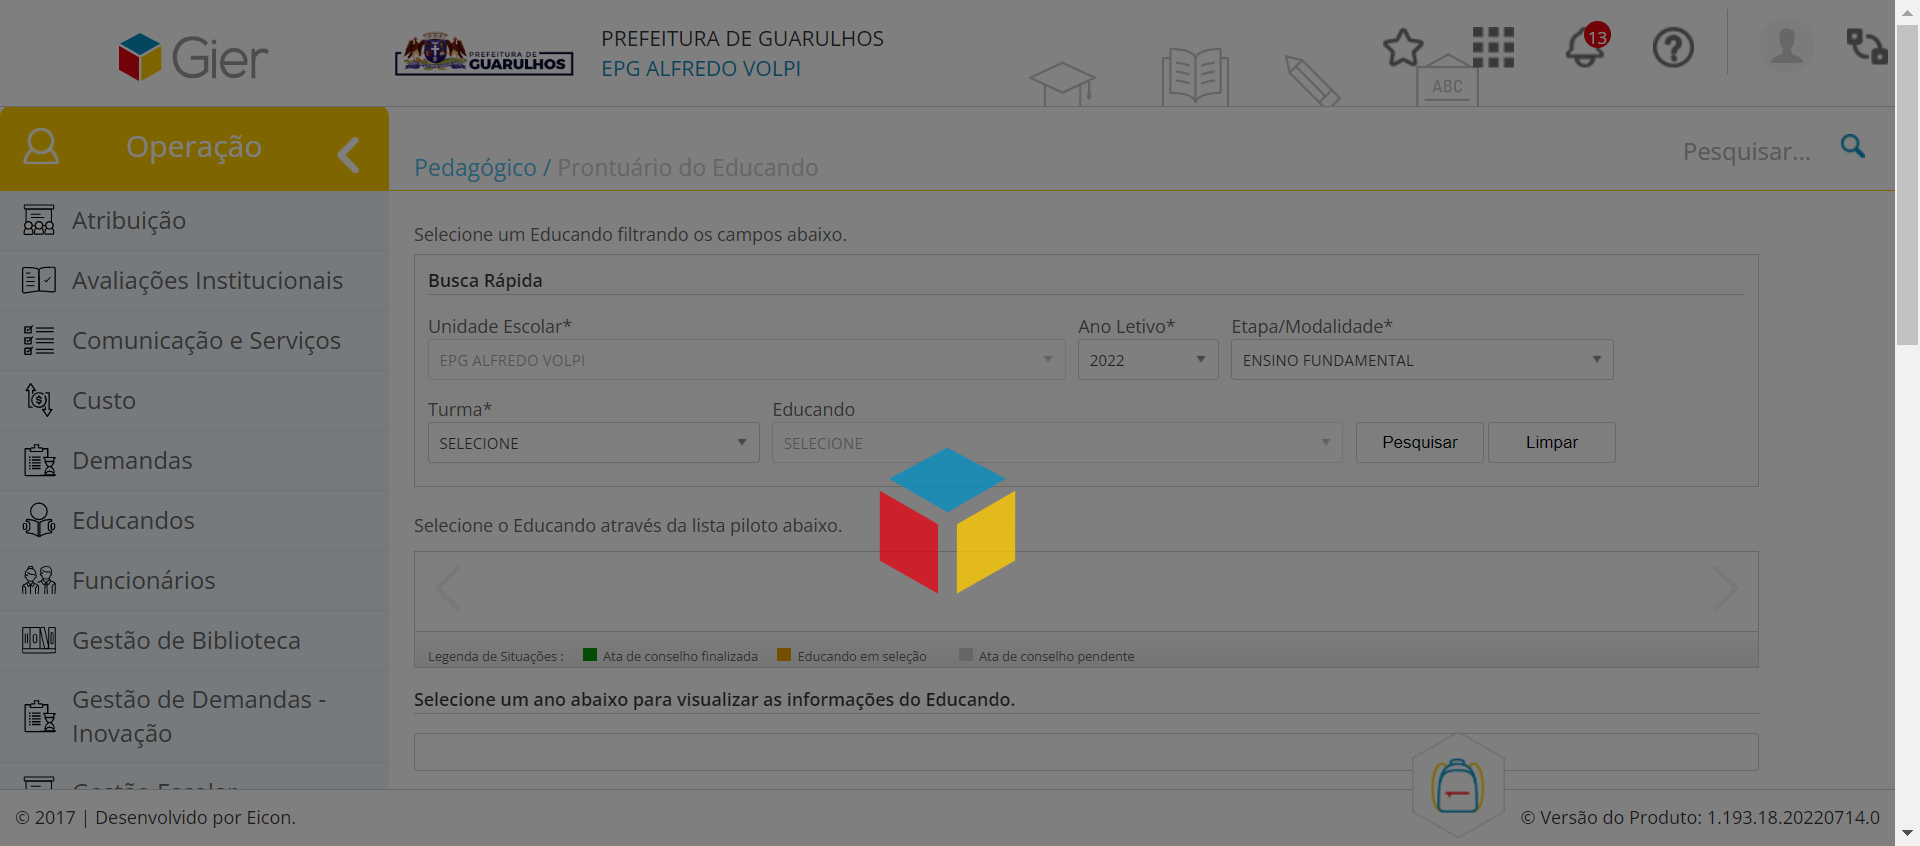 Gier
PREFEITURA DE
GUARULHOS
PREFEITURA DE GUARULHOS
EPG ALFREDO VOLPI
ABC
13
Operação
Pedagógico / Prontuário do Educando
Pesquisar...
Atribuição
Avaliações Institucionais
Comunicação e Serviços
Custo
Demandas
Educandos
Funcionários
Gestão de Biblioteca
Gestão de Demandas -
Inovação
Gestão Escolar
Selecione um Educando filtrando os campos abaixo.
Busca Rápida
Unidade Escolar* Ano Letivo* Etapa/Modalidade*
EPG ALFREDO VOLPI 2022 ENSINO FUNDAMENTAL
Turma* Educando
SELECIONE SELECIONE Pesquisar Limpar
Selecione o Educando através da lista piloto abaixo.
Legenda de Situações : Ata de conselho finalizada Educando em seleção Ata de conselho pendente
Selecione um ano abaixo para visualizar as informações do Educando.
© 2017 | Desenvolvido por Eicon.
© Versão do Produto: 1.193.18.20220714.0